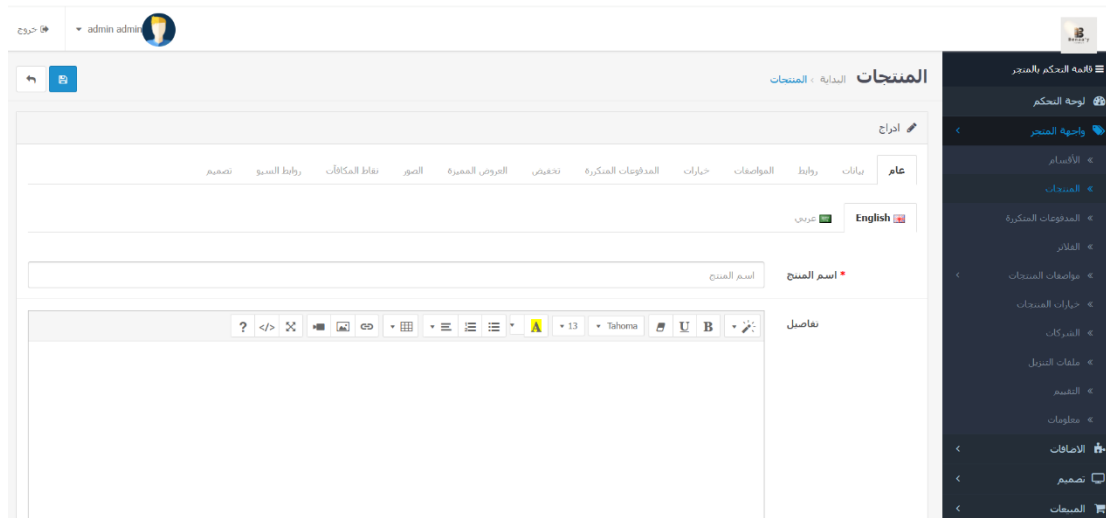 admin admin
خروج
قائمة التحكم بالمتجر
لوحة التحكم
واجهة المتجر
الأقسام
المنتجات
المدفوعات المتكررة
الفلاتر
مواصفات المنتجات
خيارات المنتجات
الشركات
ملفات التنزيل
التقييم
معلومات
الاضافات
تصميم
المبيعات
المنتجات البداية › المنتجات
ادراج
عام بيانات روابط المواصفات خيارات المدفوعات المتكررة تخفيض العروض المميزة الصور نقاط المكافآت روابط السيو تصميم
English عربي
* اسم المنتج
اسم المنتج
تفاصيل
B U Tahoma 13 A </> ?